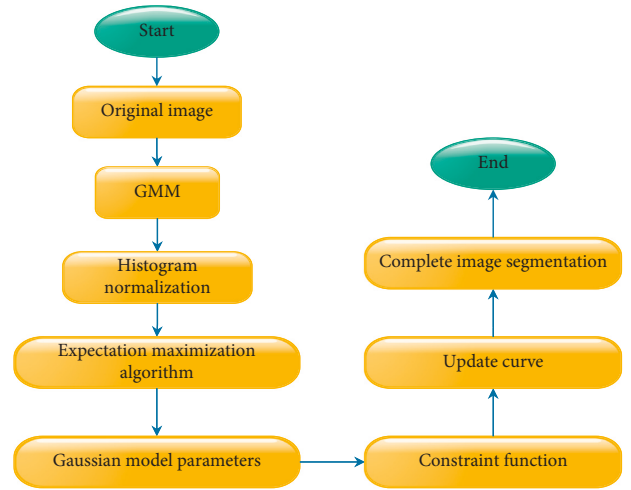 Start
Original image
GMM
Histogram
normalization
Expectation maximization
algorithm
Gaussian model parameters
Constraint function
Update curve
Complete image segmentation
End